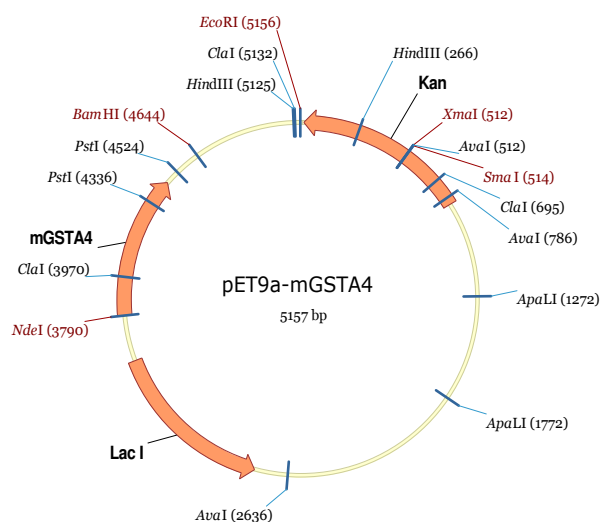 EcoRI (5156)
ClaI (5132)
HindIII (5125)
HindIII (266)
Kan
XmaI (512)
AvaI (512)
SmaI (514)
ClaI (695)
AvaI (786)
BamHI (4644)
PstI (4524)
PstI (4336)
mGSTA4
ClaI (3970)
NdeI (3790)
pET9a-mGSTA4
5157 bp
ApaLI (1272)
ApaLI (1772)
Lac I
AvaI (2636)